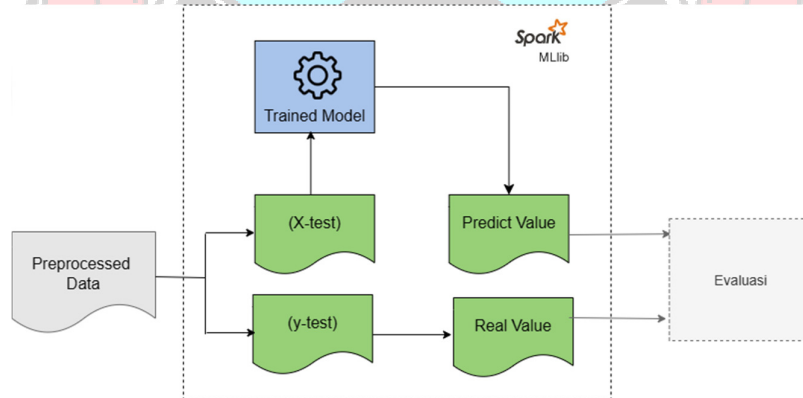 Spark
MLlib
Trained Model
(X-test)
Predict Value
Preprocessed
Data
Evaluasi
(y-test)
Real Value